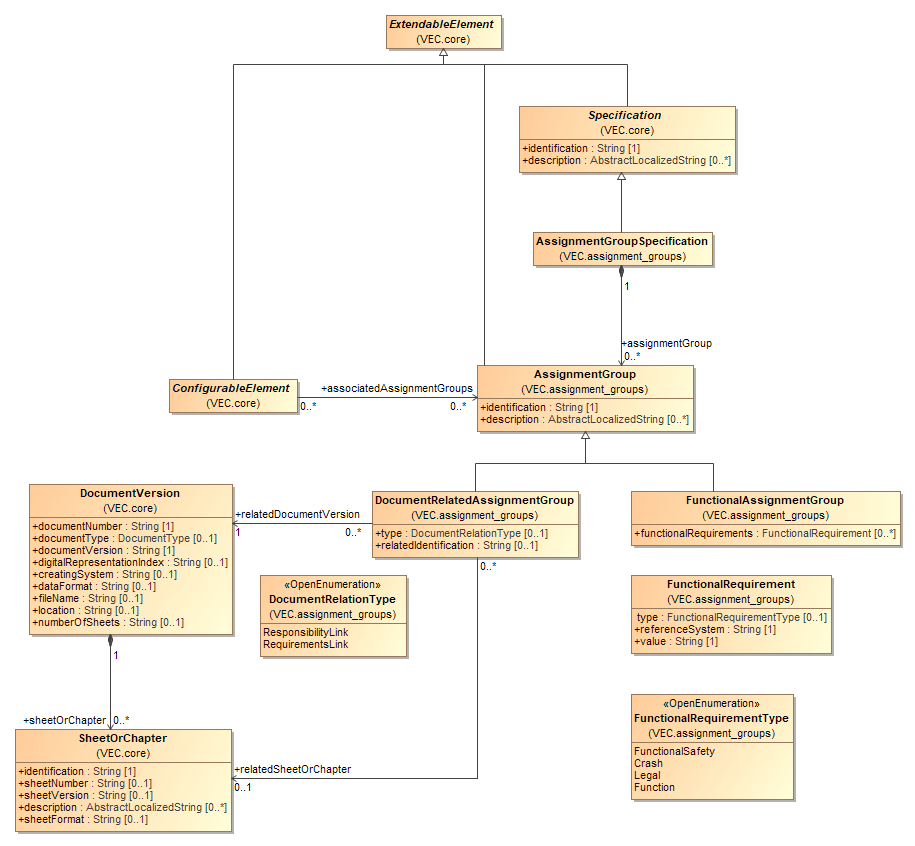 ExtendableElement
(VEC.core)
Specification
(VEC.core)
+identification : String [1]
+description : AbstractLocalizedString [0..*]
AssignmentGroupSpecification
(VEC.assignment_groups)
1
+assignmentGroup
0..*
ConfigurableElement
(VEC.core)
+associatedAssignmentGroups
0..*
0..*
AssignmentGroup
(VEC.assignment_groups)
+identification : String [1]
+description : AbstractLocalizedString [0..*]
DocumentVersion
(VEC.core)
+documentNumber : String [1]
+documentType : DocumentType [0..1]
+documentVersion : String [1]
+digitalRepresentationIndex : String [0..1]
+creatingSystem : String [0..1]
+dataFormat : String [0..1]
+fileName : String [0..1]
+location : String [0..1]
+numberOfSheets : String [0..1]
+relatedDocumentVersion
1
0..*
DocumentRelatedAssignmentGroup
(VEC.assignment_groups)
+type : DocumentRelationType [0..1]
+relatedIdentification : String [0..1]
0..*
FunctionalAssignmentGroup
(VEC.assignment_groups)
+functionalRequirements : FunctionalRequirement [0..*]
«OpenEnumeration»
DocumentRelationType
(VEC.assignment_groups)
ResponsibilityLink
RequirementsLink
FunctionalRequirement
(VEC.assignment_groups)
type : FunctionalRequirementType [0..1]
+referenceSystem : String [1]
+value : String [1]
1
+sheetOrChapter
0..*
SheetOrChapter
(VEC.core)
+identification : String [1]
+sheetNumber : String [0..1]
+sheetVersion : String [0..1]
+description : AbstractLocalizedString [0..*]
+sheetFormat : String [0..1]
+relatedSheetOrChapter
0..1
«OpenEnumeration»
FunctionalRequirementType
(VEC.assignment_groups)
FunctionalSafety
Crash
Legal
Function